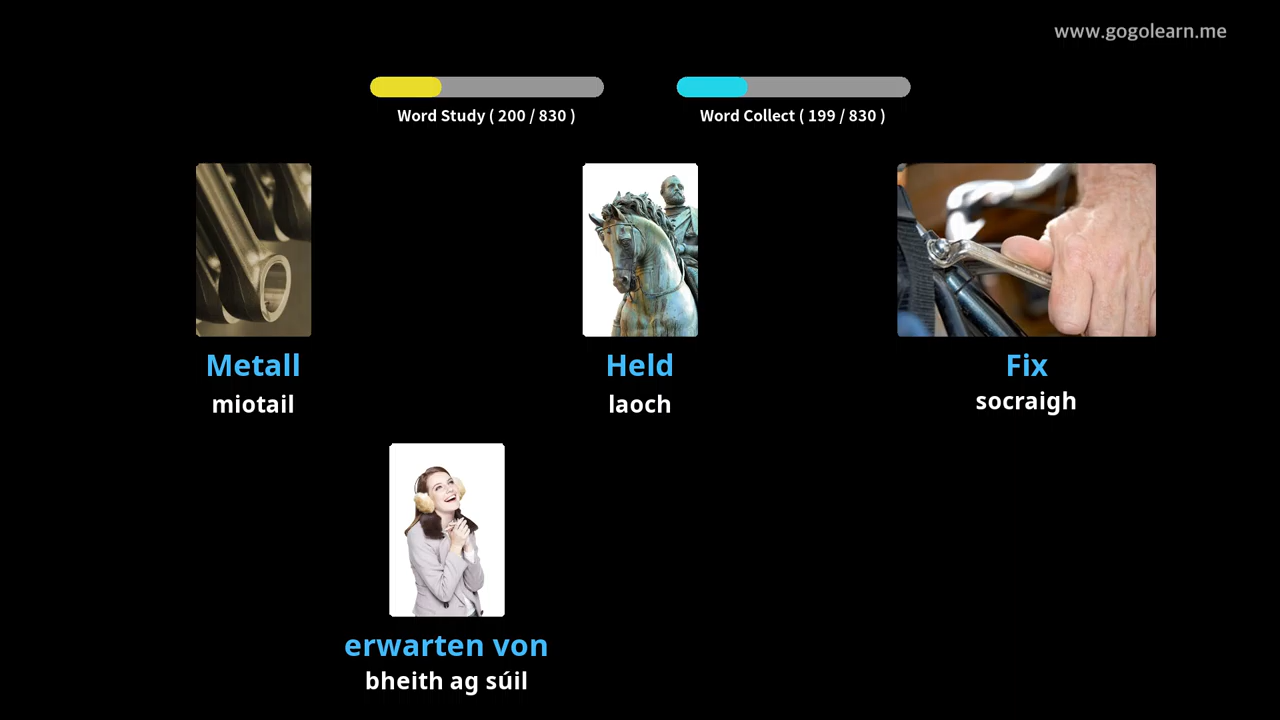 www.gogolearn.me
Word Study ( 200 / 830 )
Word Collect ( 199 / 830 )
Metall
miotail
Held
laoch
Fix
socraigh
erwarten von
bheith ag súil